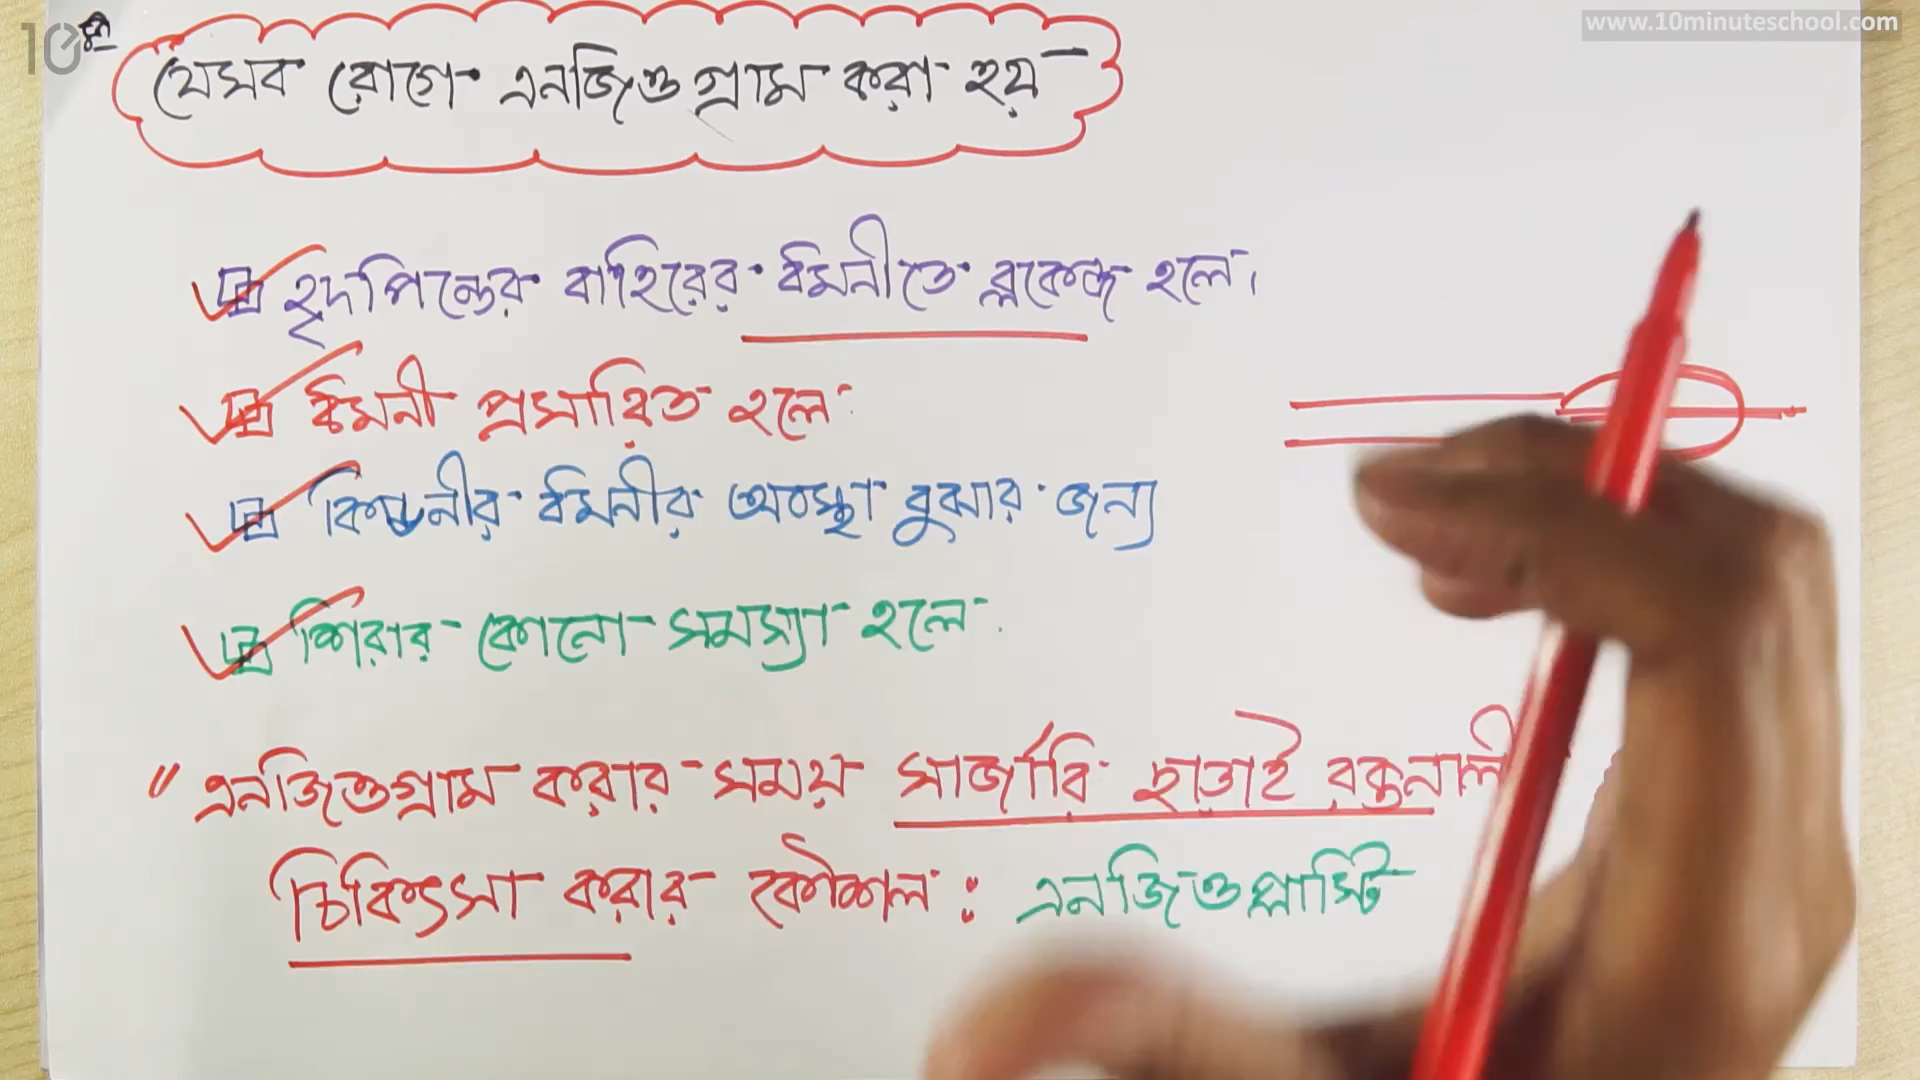 www.10minuteschool.com
10
যেসব রোগে এনজিওগ্রাম করা হয়
হৃদপিন্ডের বাহিরের ধমনীতে ব্লকেজ হলে।
ধমনী প্রসারিত হলে
কিডনীর ধমনীর অবস্থা বুঝার জন্য
শিরার কোনো সমস্যা হলে
" এনজিওগ্রাম করার সময় সার্জারি ছাড়াই রক্তনালী
চিকিৎসা করার কৌশল : এনজিওপ্লাস্টি